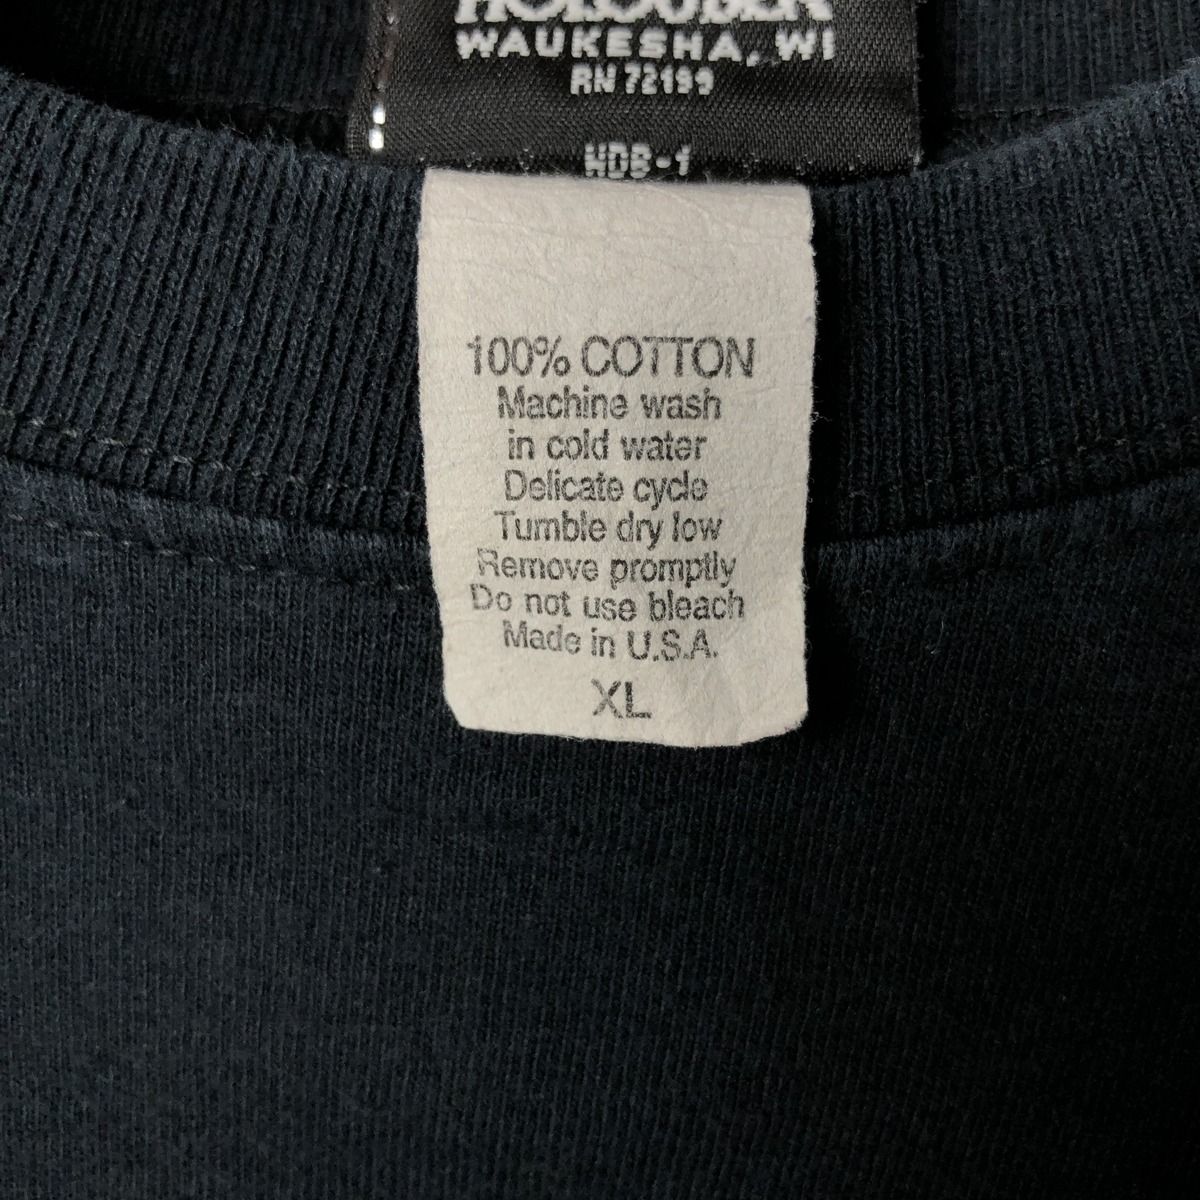 WAUKESHA, WI
RN 72199
HDB-1
100% COTTON
Machine wash
in cold water
Delicate cycle
Tumble dry low
Remove promptly
Do not use bleach
Made in U.S.A.
XL